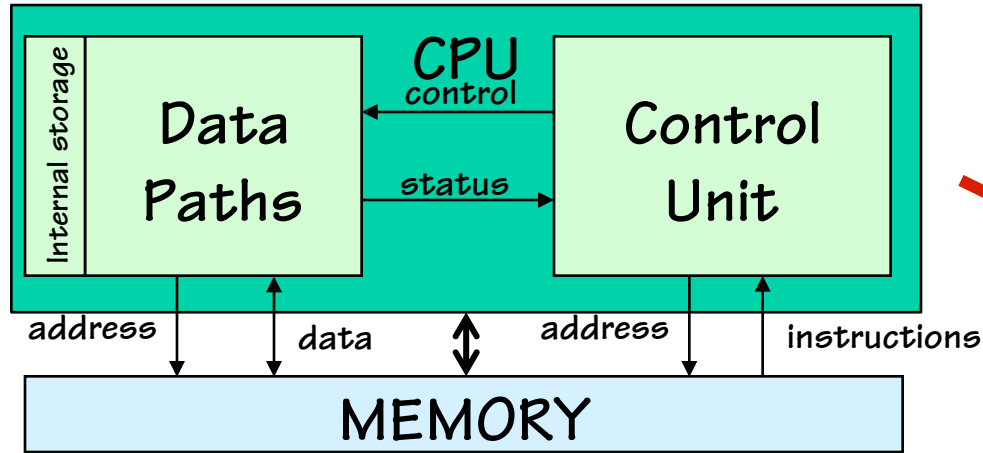 CPU
Internal storage
Data
Paths
control
status
Control
Unit
address
data
address
instructions
MEMORY